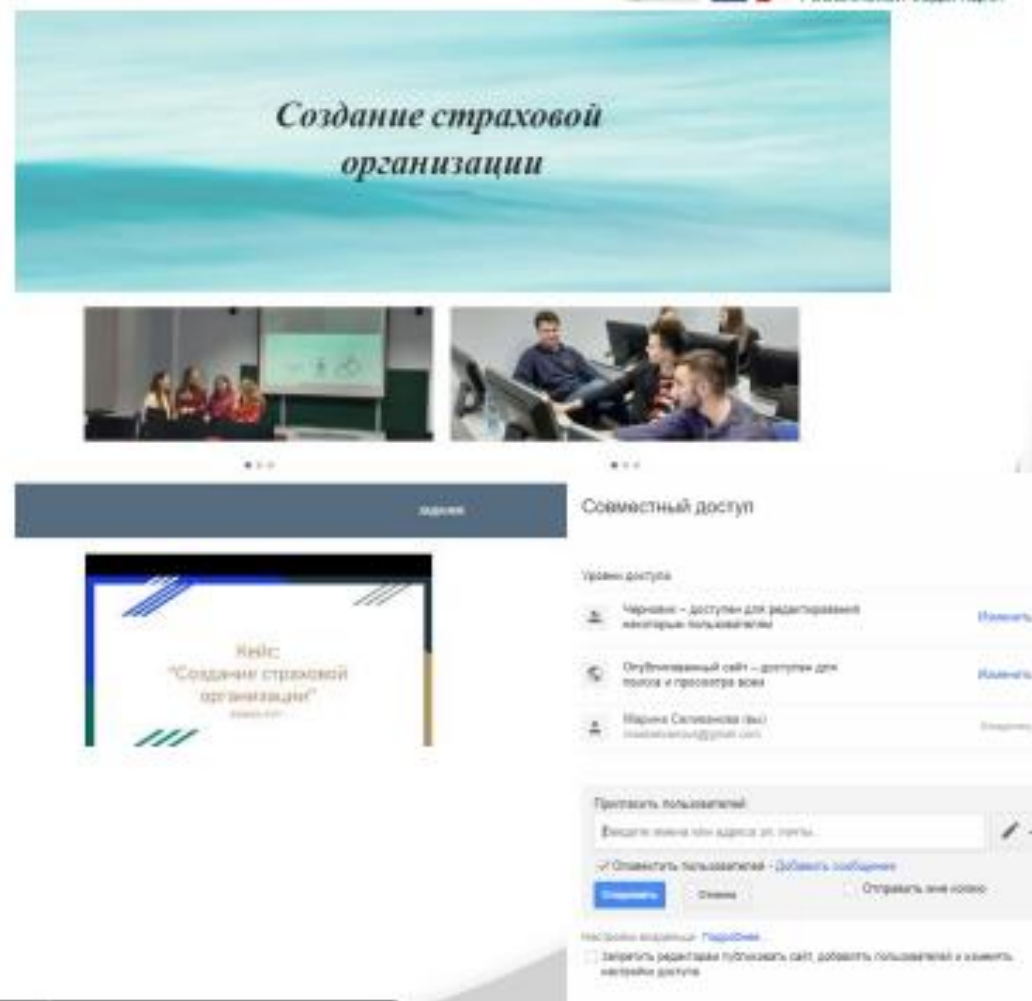 Создание страховой
организации
задание
Кейс:
"Создание страховой
организации"
Совместный доступ
Уровни доступа
Черновик – доступен для редактирования
некоторым пользователям
Изменить
Опубликованный сайт – доступен для
поиска и просмотра всем
Изменить
Марина Селиванова (вы)
Владелец
Пригласить пользователей:
Введите имена или адреса эл. почты...
Оповестить пользователей - Добавить сообщение
Отправить
Отмена
Отправить мне копию
Настройки владельца Подробнее...
Запретить редакторам публиковать сайт, добавлять пользователей и изменять
настройки доступа